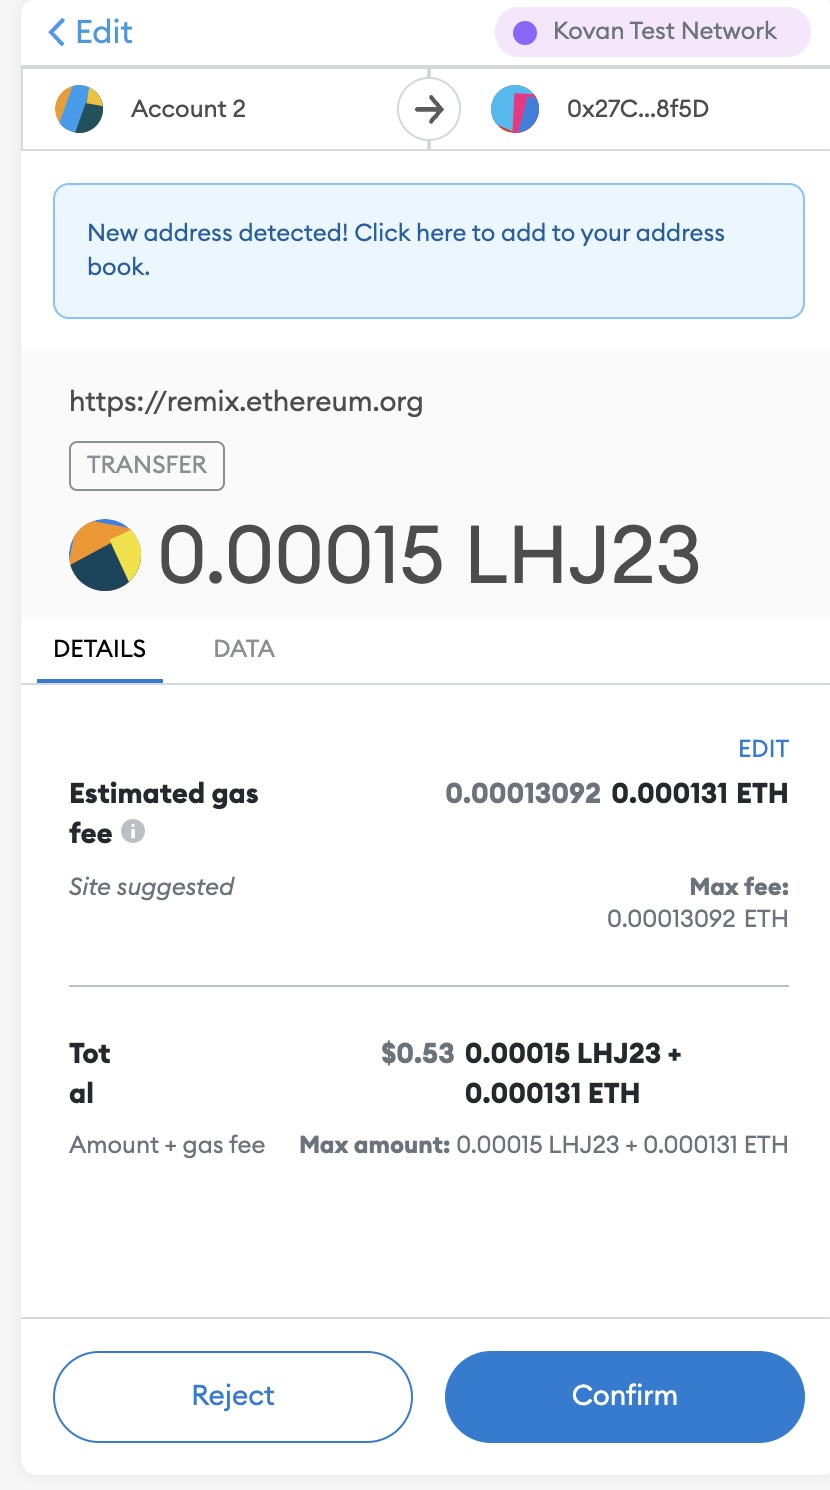 Edit
Kovan Test Network
Account 2
0x27C...8f5D
New address detected! Click here to add to your address
book.
https://remix.ethereum.org
TRANSFER
0.00015 LHJ23
DETAILS
DATA
EDIT
Estimated gas
fee
0.00013092 0.000131 ETH
Site suggested
Max fee:
0.00013092 ETH
Tot
al
$0.53 0.00015 LHJ23 +
0.000131 ETH
Amount + gas fee
Max amount: 0.00015 LHJ23 + 0.000131 ETH
Reject
Confirm